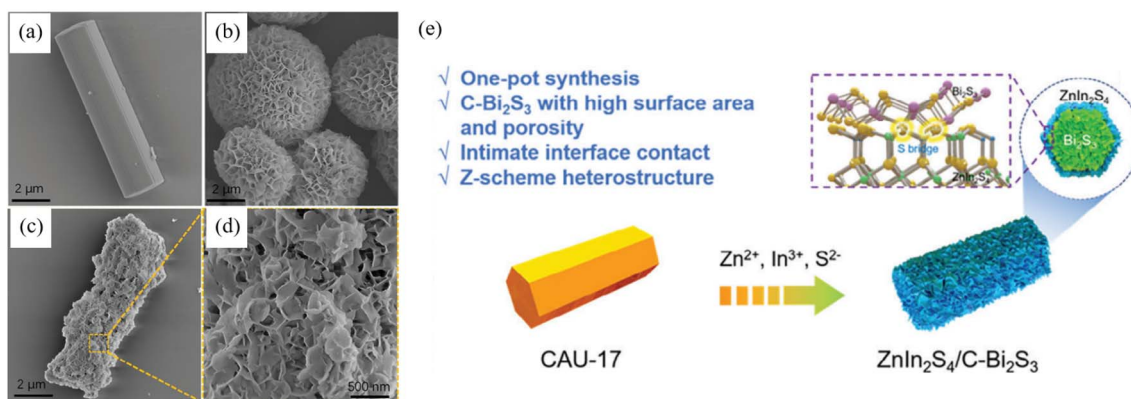 (a)
(b)
2 μm
2 μm
(c)
(d)
2 μm
500 nm
(e)
√ One-pot synthesis
√ C-Bi₂S₃ with high surface area
and porosity
√ Intimate interface contact
√ Z-scheme heterostructure
Bi₂S₃
S bridge
ZnIn₂S₄
ZnIn₂S₄
Bi₂S₃
Zn²⁺, In³⁺, S²⁻
CAU-17
ZnIn₂S₄/C-Bi₂S₃